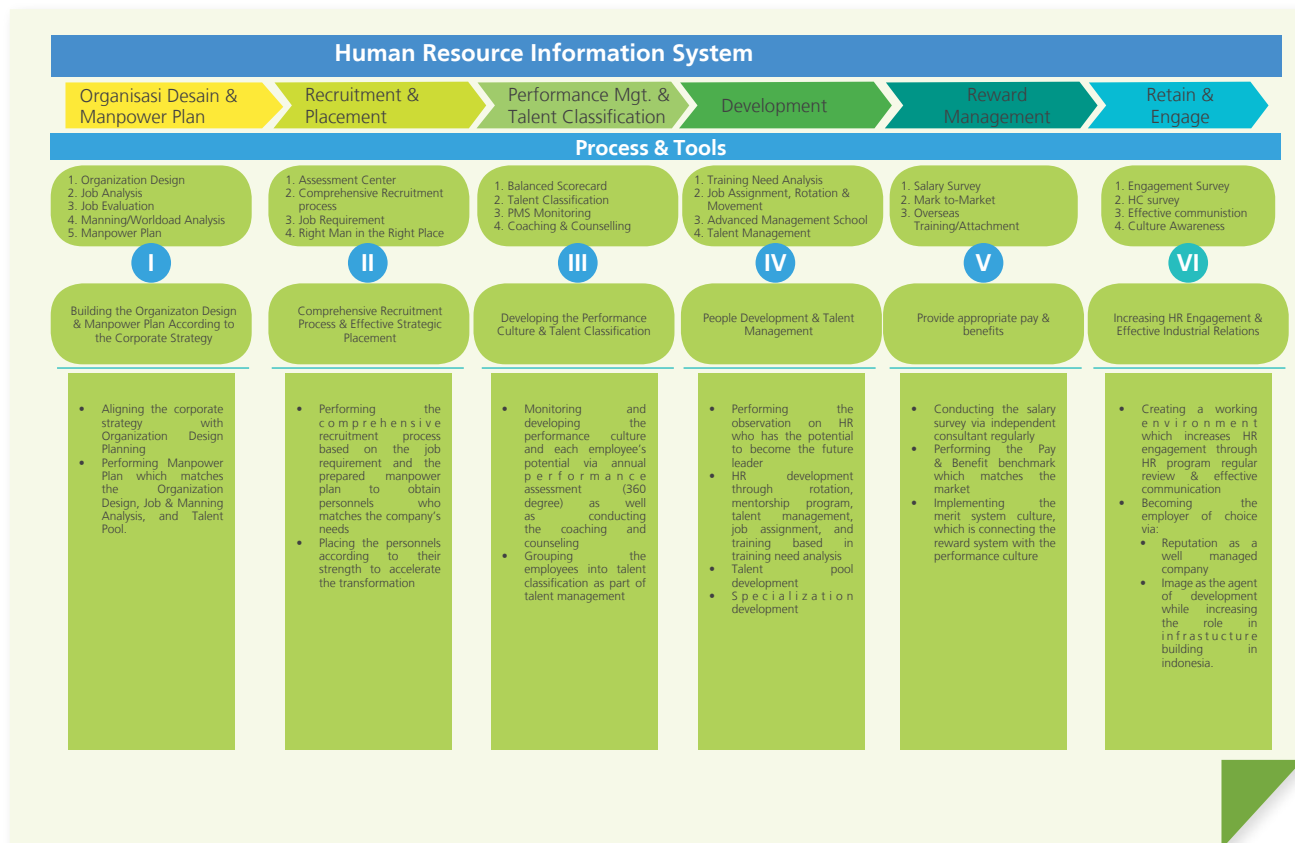 Human Resource Information System
Organisasi Desain &
Manpower Plan
Recruitment &
Placement
Performance Mgt. &
Talent Classification
Development
Reward
Management
Retain &
Engage
Process & Tools
1. Organization Design
2. Job Analysis
3. Job Evaluation
4. Manning/Worldoad Analysis
5. Manpower Plan
1. Assessment Center
2. Comprehensive Recruitment
process
3. Job Requirement
4. Right Man in the Right Place
1. Balanced Scorecard
2. Talent Classification
3. PMS Monitoring
4. Coaching & Counselling
1. Training Need Analysis
2. Job Assignment, Rotation &
Movement
3. Advanced Management School
4. Talent Management
1. Salary Survey
2. Mark to-Market
3. Overseas
Training/Attachment
1. Engagement Survey
2. HC survey
3. Effective communistion
4. Culture Awareness
I
II
III
IV
V
VI
Building the Organizaton Design
& Manpower Plan According to
the Corporate Strategy
Comprehensive Recruitment
Process & Effective Strategic
Placement
Developing the Performance
Culture & Talent Classification
People Development & Talent
Management
Provide appropriate pay &
benefits
Increasing HR Engagement &
Effective Industrial Relations
• Aligning the corporate
strategy with
Organization Design
Planning
• Performing Manpower
Plan which matches
the Organization
Design, Job & Manning
Analysis, and Talent
Pool.
• Performing the
comprehensive
recruitment process
based on the job
requirement and the
prepared manpower
plan to obtain
personnels who
matches the company's
needs
• Placing the personnels
according to their
strength to accelerate
the transformation
• Monitoring and
developing the
performance culture
and each employee's
potential via annual
performance
assessment (360
degree) as well
as conducting
the coaching and
counseling
• Grouping the
employees into talent
classification as part of
talent management
• Performing the
observation on HR
who has the potential
to become the future
leader
• HR development
through rotation,
mentorship program,
talent management,
job assignment, and
training based in
training need analysis
• Talent pool
development
• Specialization
development
• Conducting the salary
survey via independent
consultant regularly
• Performing the Pay
& Benefit benchmark
which matches the
market
• Implementing the
merit system culture,
which is connecting the
reward system with the
performance culture
• Creating a working
environment
which increases HR
engagement through
HR program regular
review & effective
communication
• Becoming the
employer of choice
via:
• Reputation as a
well managed
company
• Image as the agent
of development
while increasing
the role in
infrastucture
building in
indonesia.